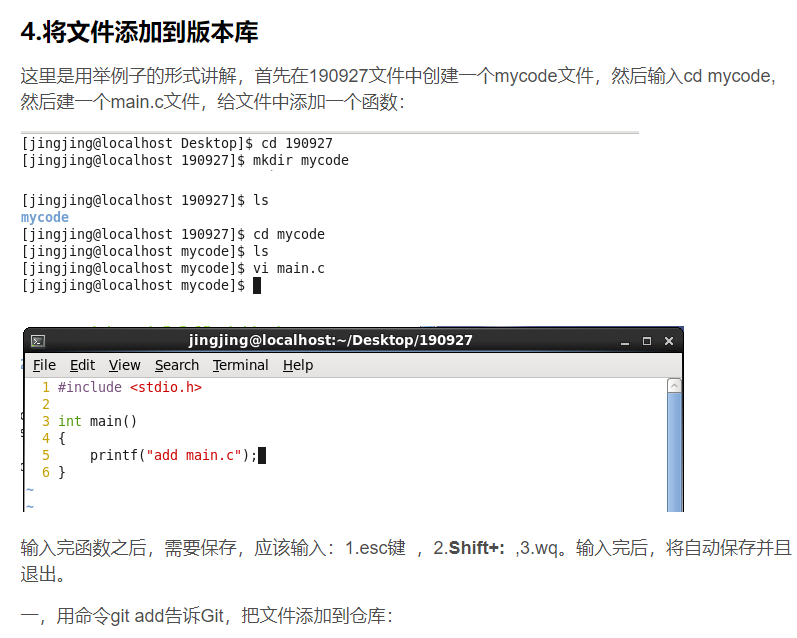 4.将文件添加到版本库
这里是用举例子的形式讲解，首先在190927文件中创建一个mycode文件，然后输入cd mycode,
然后建一个main.c文件，给文件中添加一个函数：
[jingjing@localhost Desktop]$ cd 190927
[jingjing@localhost 190927]$ mkdir mycode
[jingjing@localhost 190927]$ ls
mycode
[jingjing@localhost 190927]$ cd mycode
[jingjing@localhost mycode]$ ls
[jingjing@localhost mycode]$ vi main.c
[jingjing@localhost mycode]$
jingjing@localhost:~/Desktop/190927
File Edit View Search Terminal Help
1 #include <stdio.h>
2
3 int main()
4 {
5     printf("add main.c");
6 }
~
~
输入完函数之后，需要保存，应该输入：1.esc键 ，2.Shift+: ,3.wq。输入完后，将自动保存并且
退出。
一，用命令git add告诉Git，把文件添加到仓库：